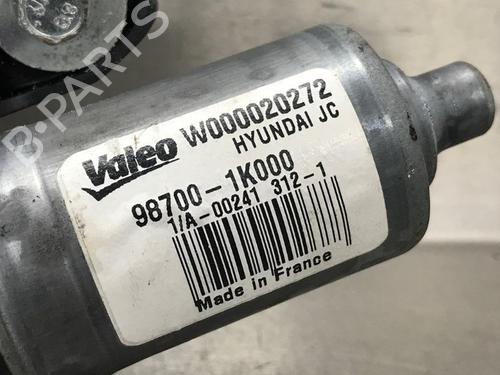 Valeo W000020272
HYUNDAI JC
98700-1K000
1/A-00241 312-1
Made in France
B-PARTS